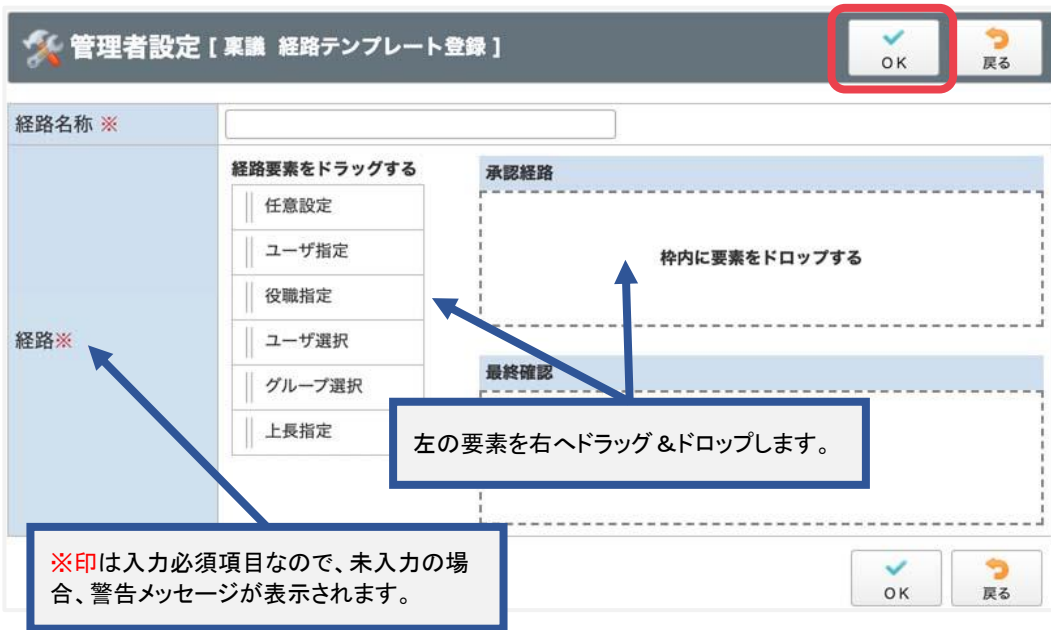 管理者設定 [ 稟議 経路テンプレート登録 ]
OK
戻る
経路名称 ※
経路※
経路要素をドラッグする
任意設定
ユーザ指定
役職指定
ユーザ選択
グループ選択
上長指定
承認経路
枠内に要素をドロップする
最終確認
左の要素を右へドラッグ&ドロップします。
※印は入力必須項目なので、未入力の場
合、警告メッセージが表示されます。
OK
戻る